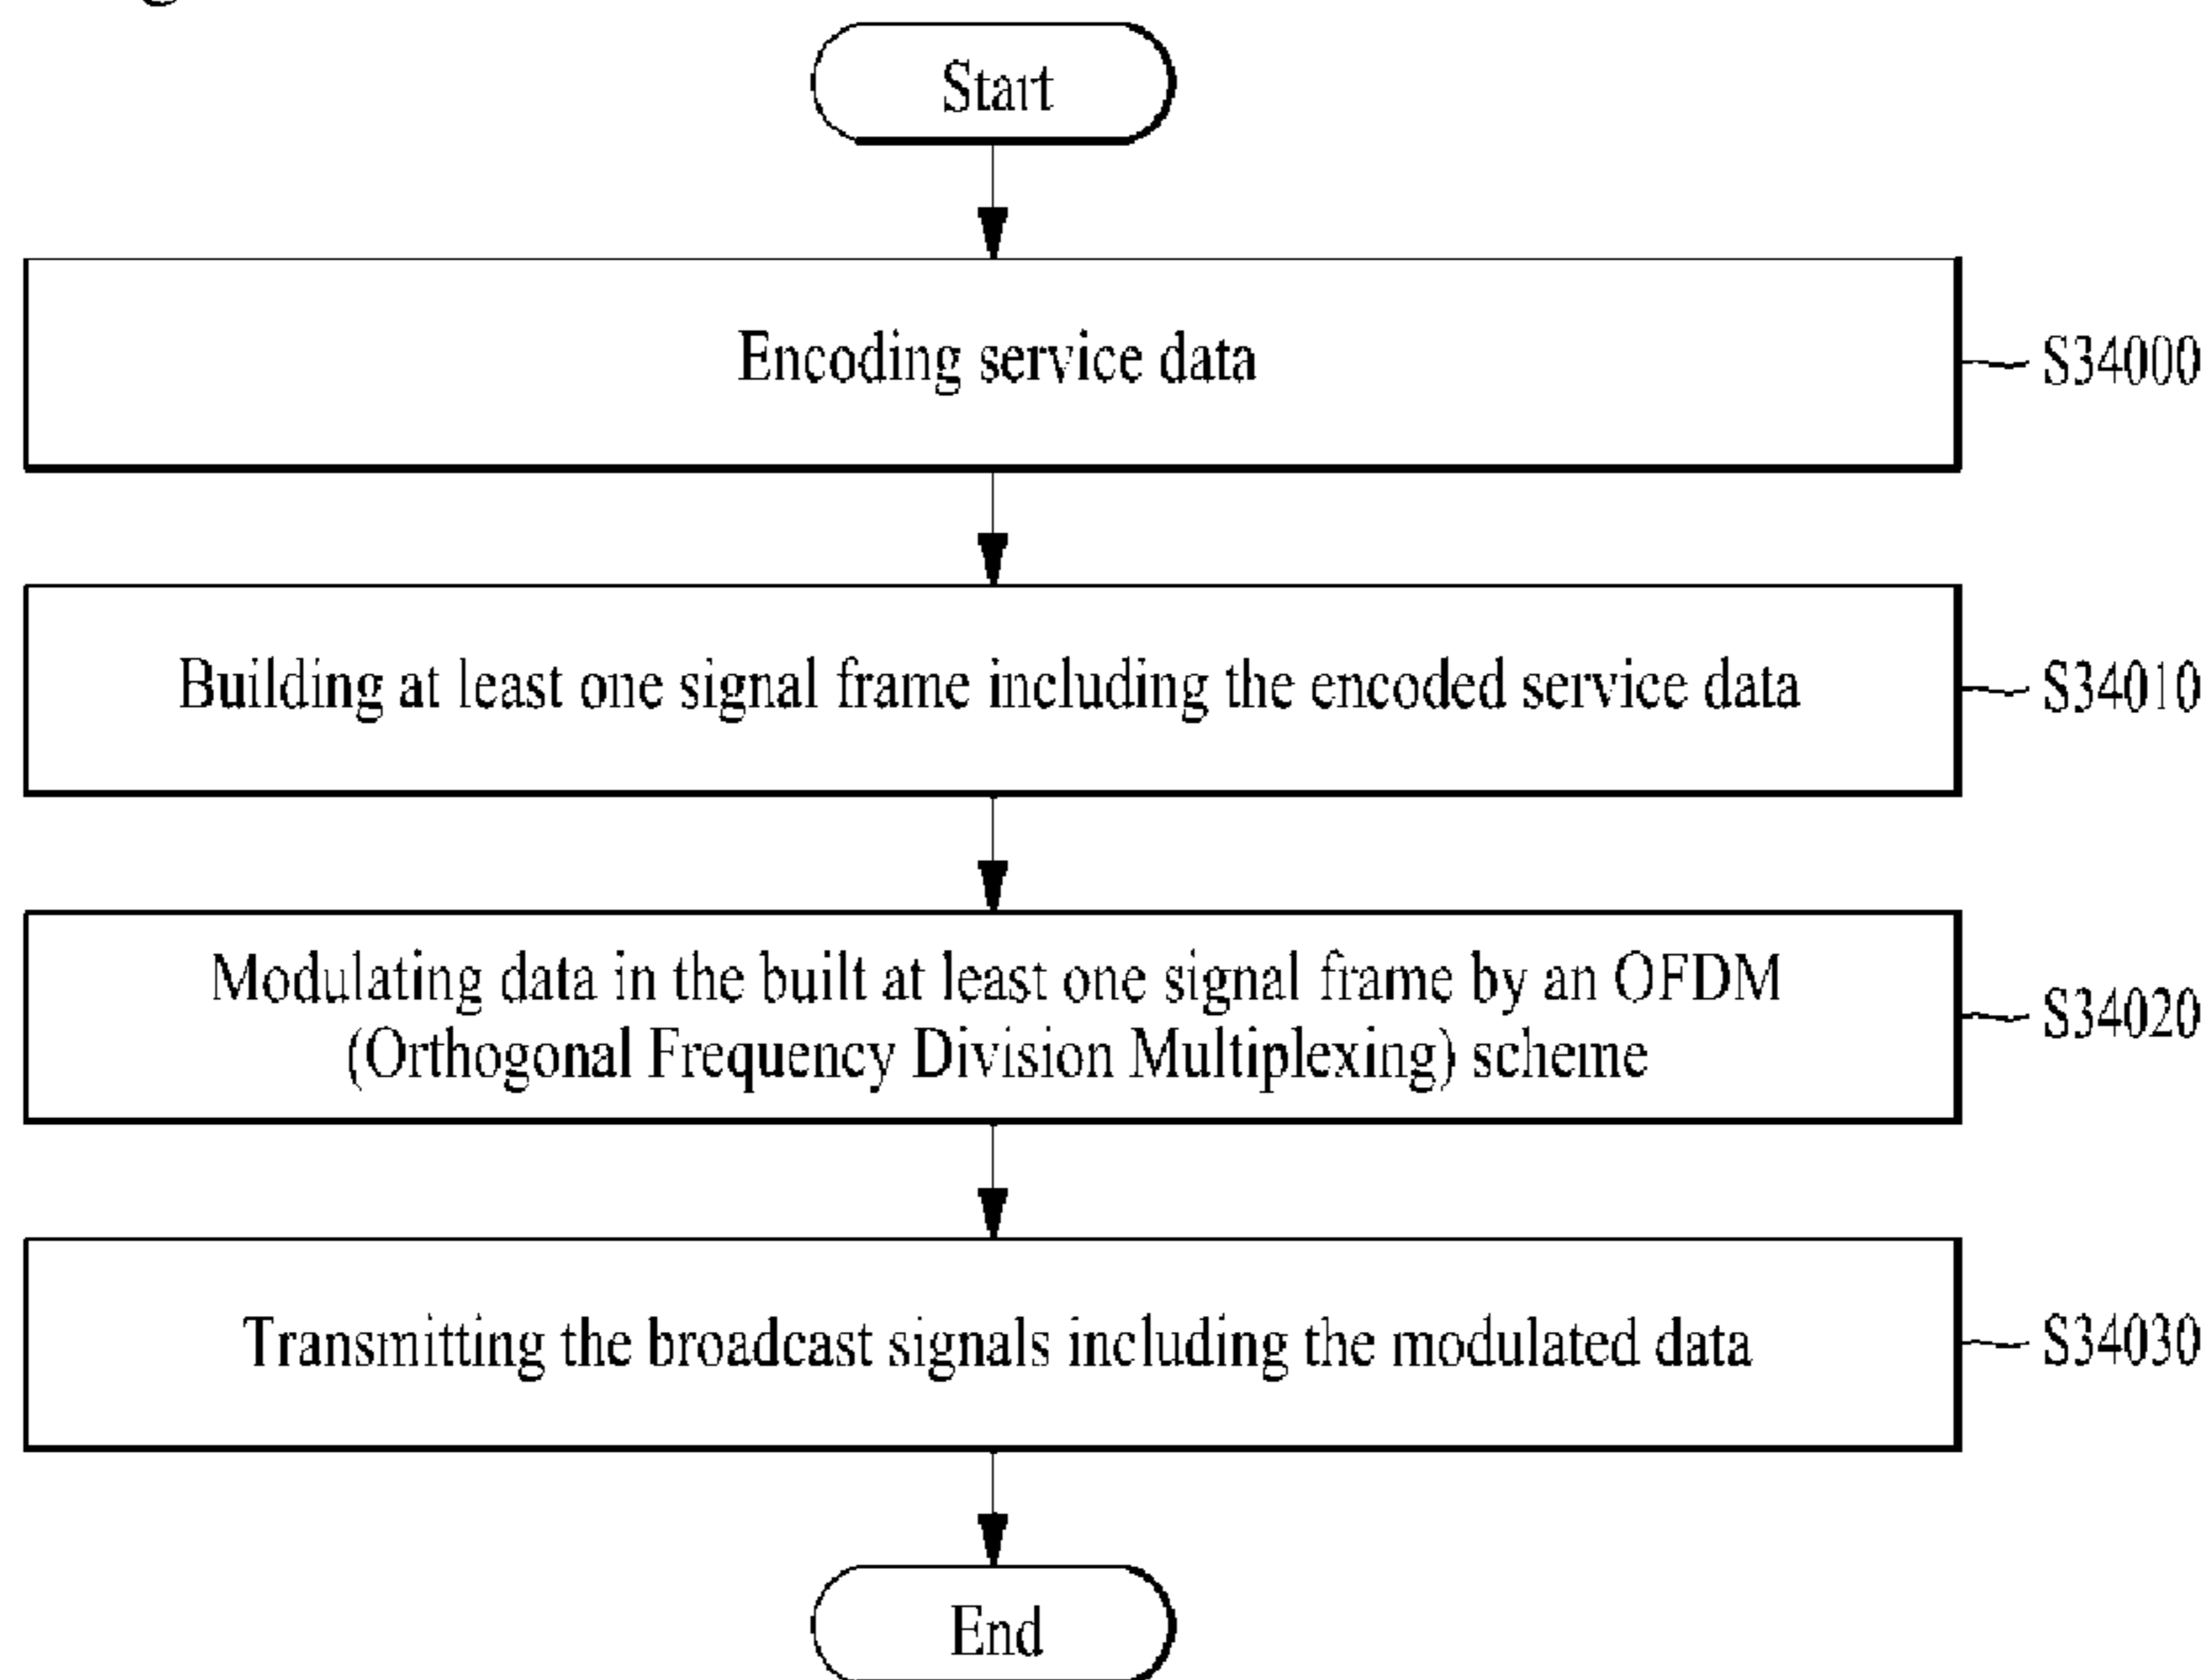 Start
Encoding service data
S34000
Building at least one signal frame including the encoded service data
S34010
Modulating data in the built at least one signal frame by an OFDM
(Orthogonal Frequency Division Multiplexing) scheme
S34020
Transmitting the broadcast signals including the modulated data
S34030
End